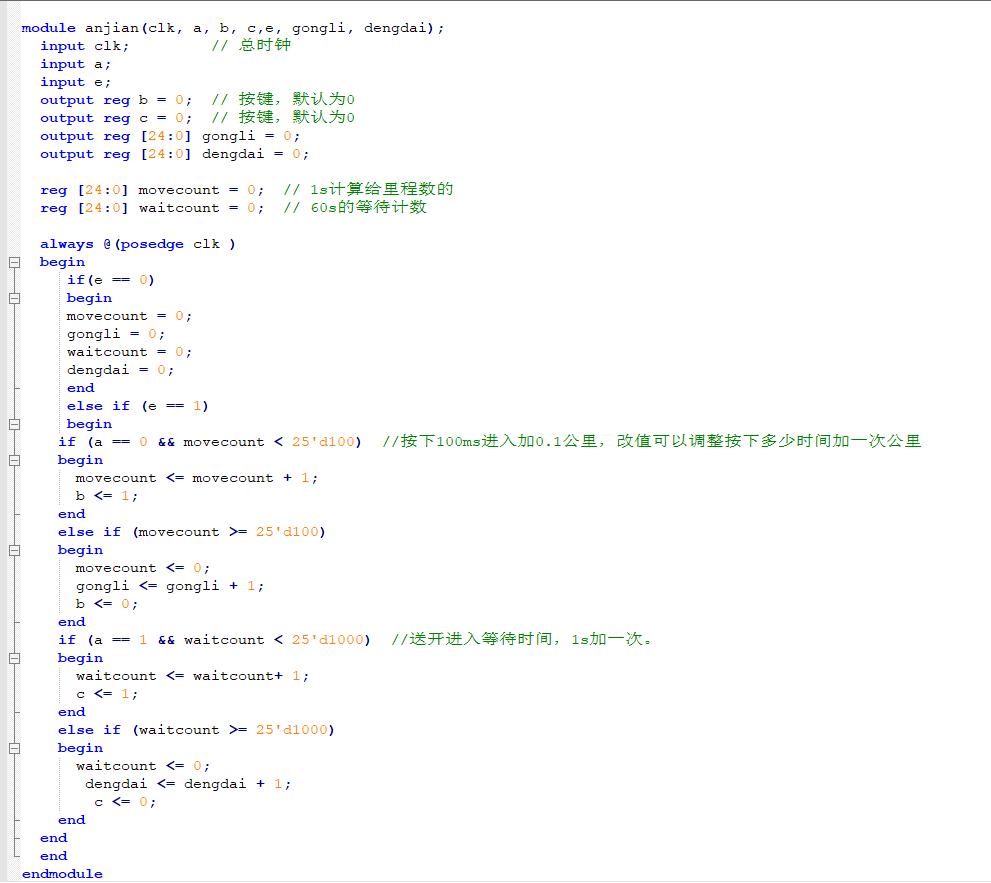 module anjian(clk, a, b, c,e, gongli, dengdai);
input clk; // 总时钟
input a;
input e;
output reg b = 0; // 按键，默认为0
output reg c = 0; // 按键，默认为0
output reg [24:0] gongli = 0;
output reg [24:0] dengdai = 0;
reg [24:0] movecount = 0; // 1s计算给里程数的
reg [24:0] waitcount = 0; // 60s的等待计数
always @(posedge clk )
begin
if(e == 0)
begin
movecount = 0;
gongli = 0;
waitcount = 0;
dengdai = 0;
end
else if (e == 1)
begin
if (a == 0 && movecount < 25'd100) //按下100ms进入加0.1公里，改值可以调整按下多少时间加一次公里
begin
movecount <= movecount + 1;
b <= 1;
end
else if (movecount >= 25'd100)
begin
movecount <= 0;
gongli <= gongli + 1;
b <= 0;
end
if (a == 1 && waitcount < 25'd1000) //送开进入等待时间，1s加一次。
begin
waitcount <= waitcount+ 1;
c <= 1;
end
else if (waitcount >= 25'd1000)
begin
waitcount <= 0;
dengdai <= dengdai + 1;
c <= 0;
end
end
end
endmodule